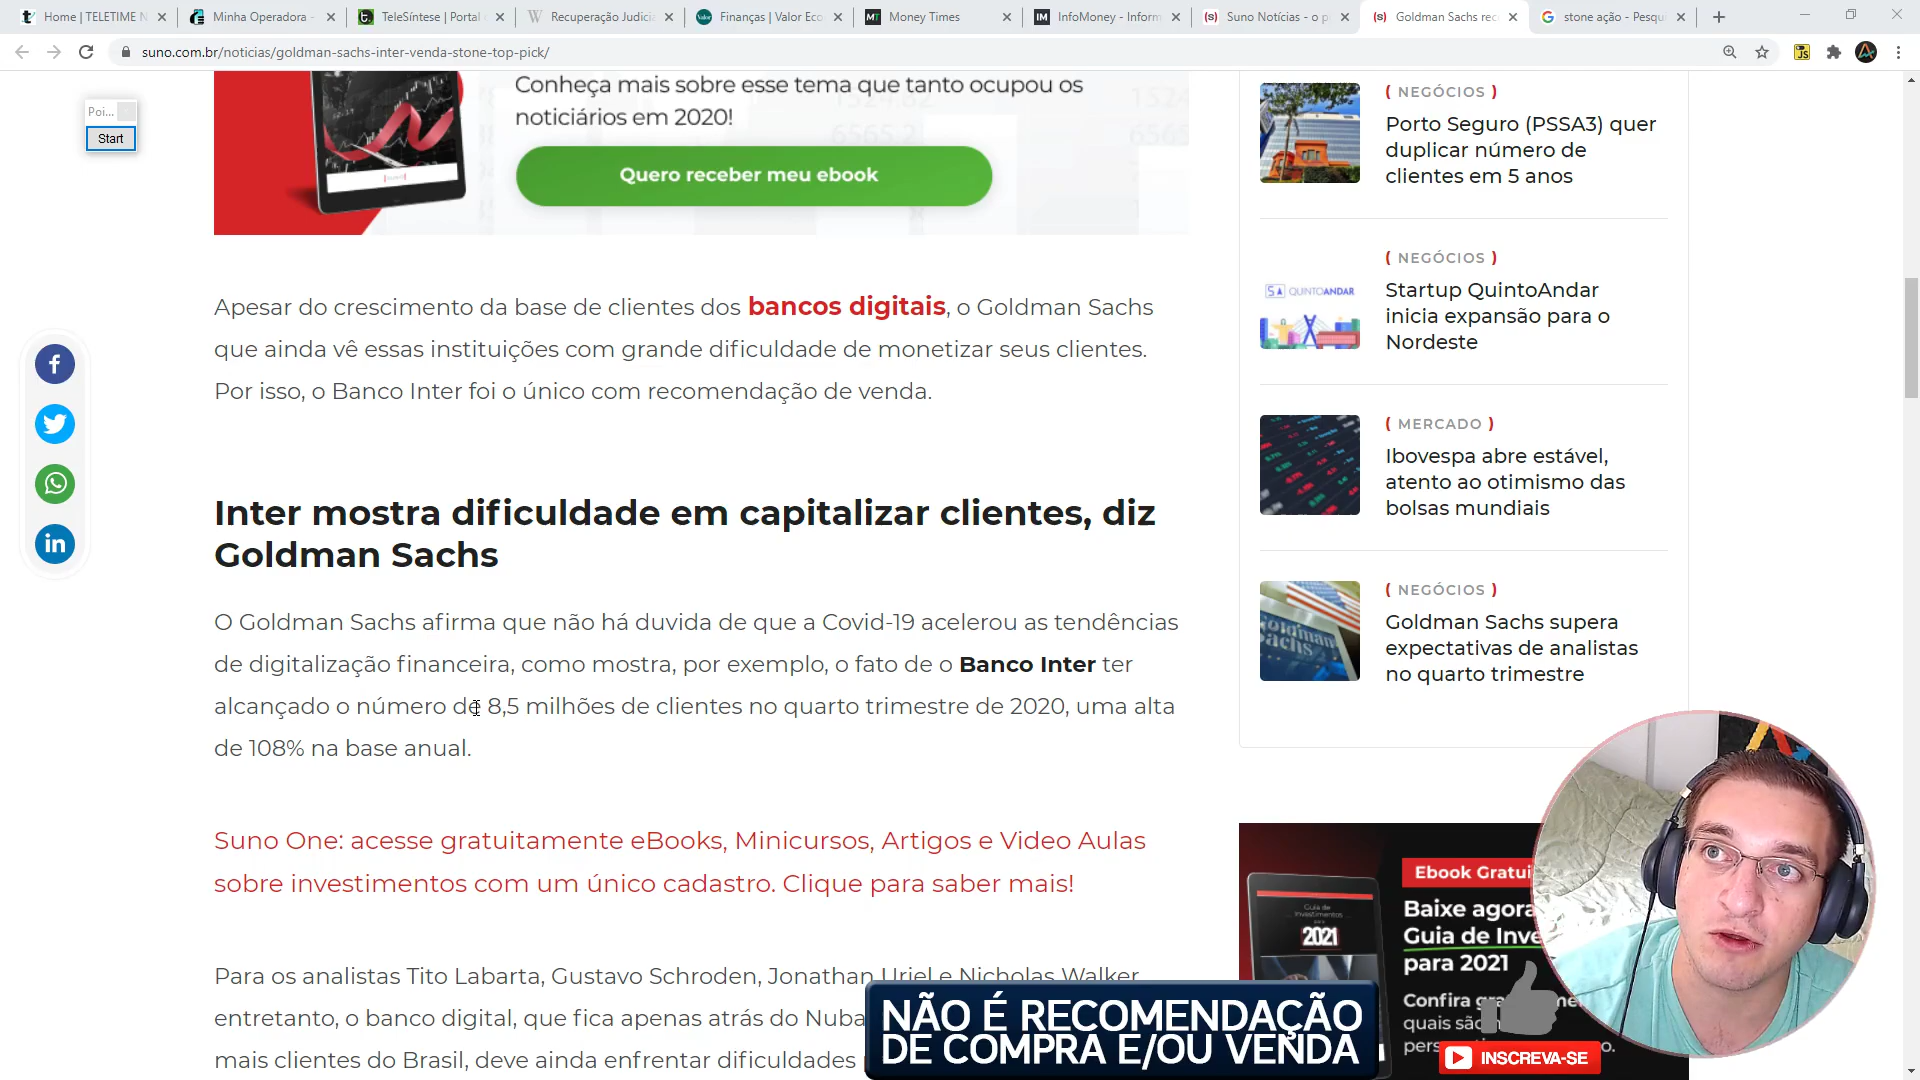 Home | TELETIME N
Minha Operadora -
TeleSíntese | Portal
Recuperação Judicia
Finanças | Valor Eco
Money Times
InfoMoney - Inform
Suno Notícias - o p
Goldman Sachs rec
stone ação - Pesqu
suno.com.br/noticias/goldman-sachs-inter-venda-stone-top-pick/
Poi...
Start
Conheça mais sobre esse tema que tanto ocupou os
noticiários em 2020!
Quero receber meu ebook
Apesar do crescimento da base de clientes dos bancos digitais, o Goldman Sachs
que ainda vê essas instituições com grande dificuldade de monetizar seus clientes.
Por isso, o Banco Inter foi o único com recomendação de venda.
Inter mostra dificuldade em capitalizar clientes, diz
Goldman Sachs
O Goldman Sachs afirma que não há duvida de que a Covid-19 acelerou as tendências
de digitalização financeira, como mostra, por exemplo, o fato de o Banco Inter ter
alcançado o número de 8,5 milhões de clientes no quarto trimestre de 2020, uma alta
de 108% na base anual.
Suno One: acesse gratuitamente eBooks, Minicursos, Artigos e Video Aulas
sobre investimentos com um único cadastro. Clique para saber mais!
Para os analistas Tito Labarta, Gustavo Schroden, Jonathan Uriel e Nicholas Walker,
entretanto, o banco digital, que fica apenas atrás do Nuba
mais clientes do Brasil, deve ainda enfrentar dificuldades
( NEGÓCIOS )
Porto Seguro (PSSA3) quer
duplicar número de
clientes em 5 anos
QUINTOANDAR
( NEGÓCIOS )
Startup QuintoAndar
inicia expansão para o
Nordeste
( MERCADO )
Ibovespa abre estável,
atento ao otimismo das
bolsas mundiais
( NEGÓCIOS )
Goldman Sachs supera
expectativas de analistas
no quarto trimestre
Guia de
Investimentos
2021
Ebook Gratui
Baixe agora
Guia de Inve
para 2021
Confira gra
quais são
pers
NÃO É RECOMENDAÇÃO
DE COMPRA E/OU VENDA
INSCREVA-SE